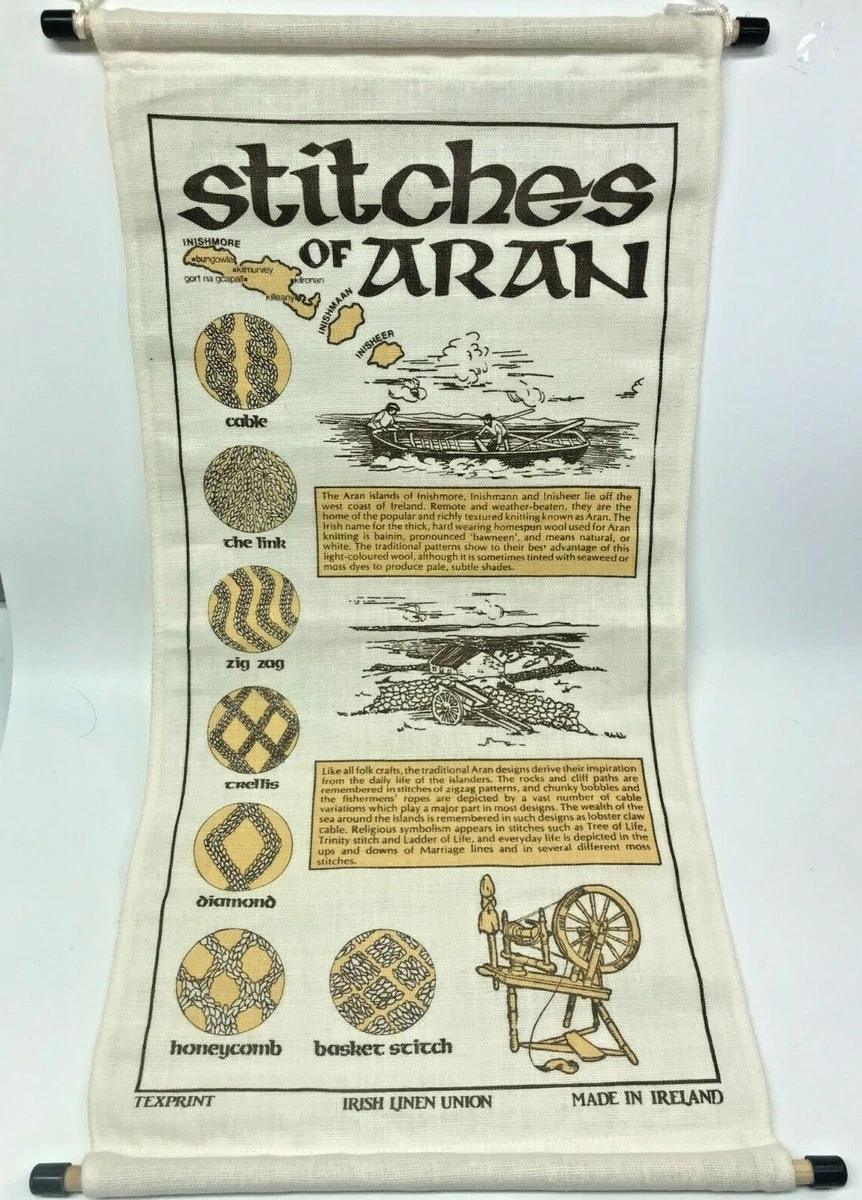 stitches
OF ARAN
INISHMORE
bungowle
kilmurvey
gort na gcapall
kilronan
killeany
INISHMAAN
INISHEER
cable
The Aran islands of Inishmore, Inishmann and Inisheer lie off the
west coast of Ireland. Remote and weather-beaten, they are the
home of the popular and richly textured knitting known as Aran. The
Irish name for the thick, hard wearing homespun wool used for Aran
knitting is bainin, pronounced 'bawneen', and means natural, or
white. The traditional patterns show to their best advantage of this
light-coloured wool, although it is sometimes tinted with seaweed or
moss dyes to produce pale, subtle shades.
the link
zig zag
trellis
Like all folk crafts, the traditional Aran designs derive their inspiration
from the daily life of the islanders. The rocks and cliff paths are
remembered in stitches of zigzag patterns, and chunky bobbles and
the fishermens' ropes are depicted by a vast number of cable
variations which play a major part in most designs. The wealth of the
sea around the islands is remembered in such designs as lobster claw
cable. Religious symbolism appears in stitches such as Tree of Life,
Trinity stitch and Ladder of Life, and everyday life is depicted in the
ups and downs of Marriage lines and in several different moss
stitches.
diamond
honeycomb
basket stitch
TEXPRINT IRISH LINEN UNION MADE IN IRELAND